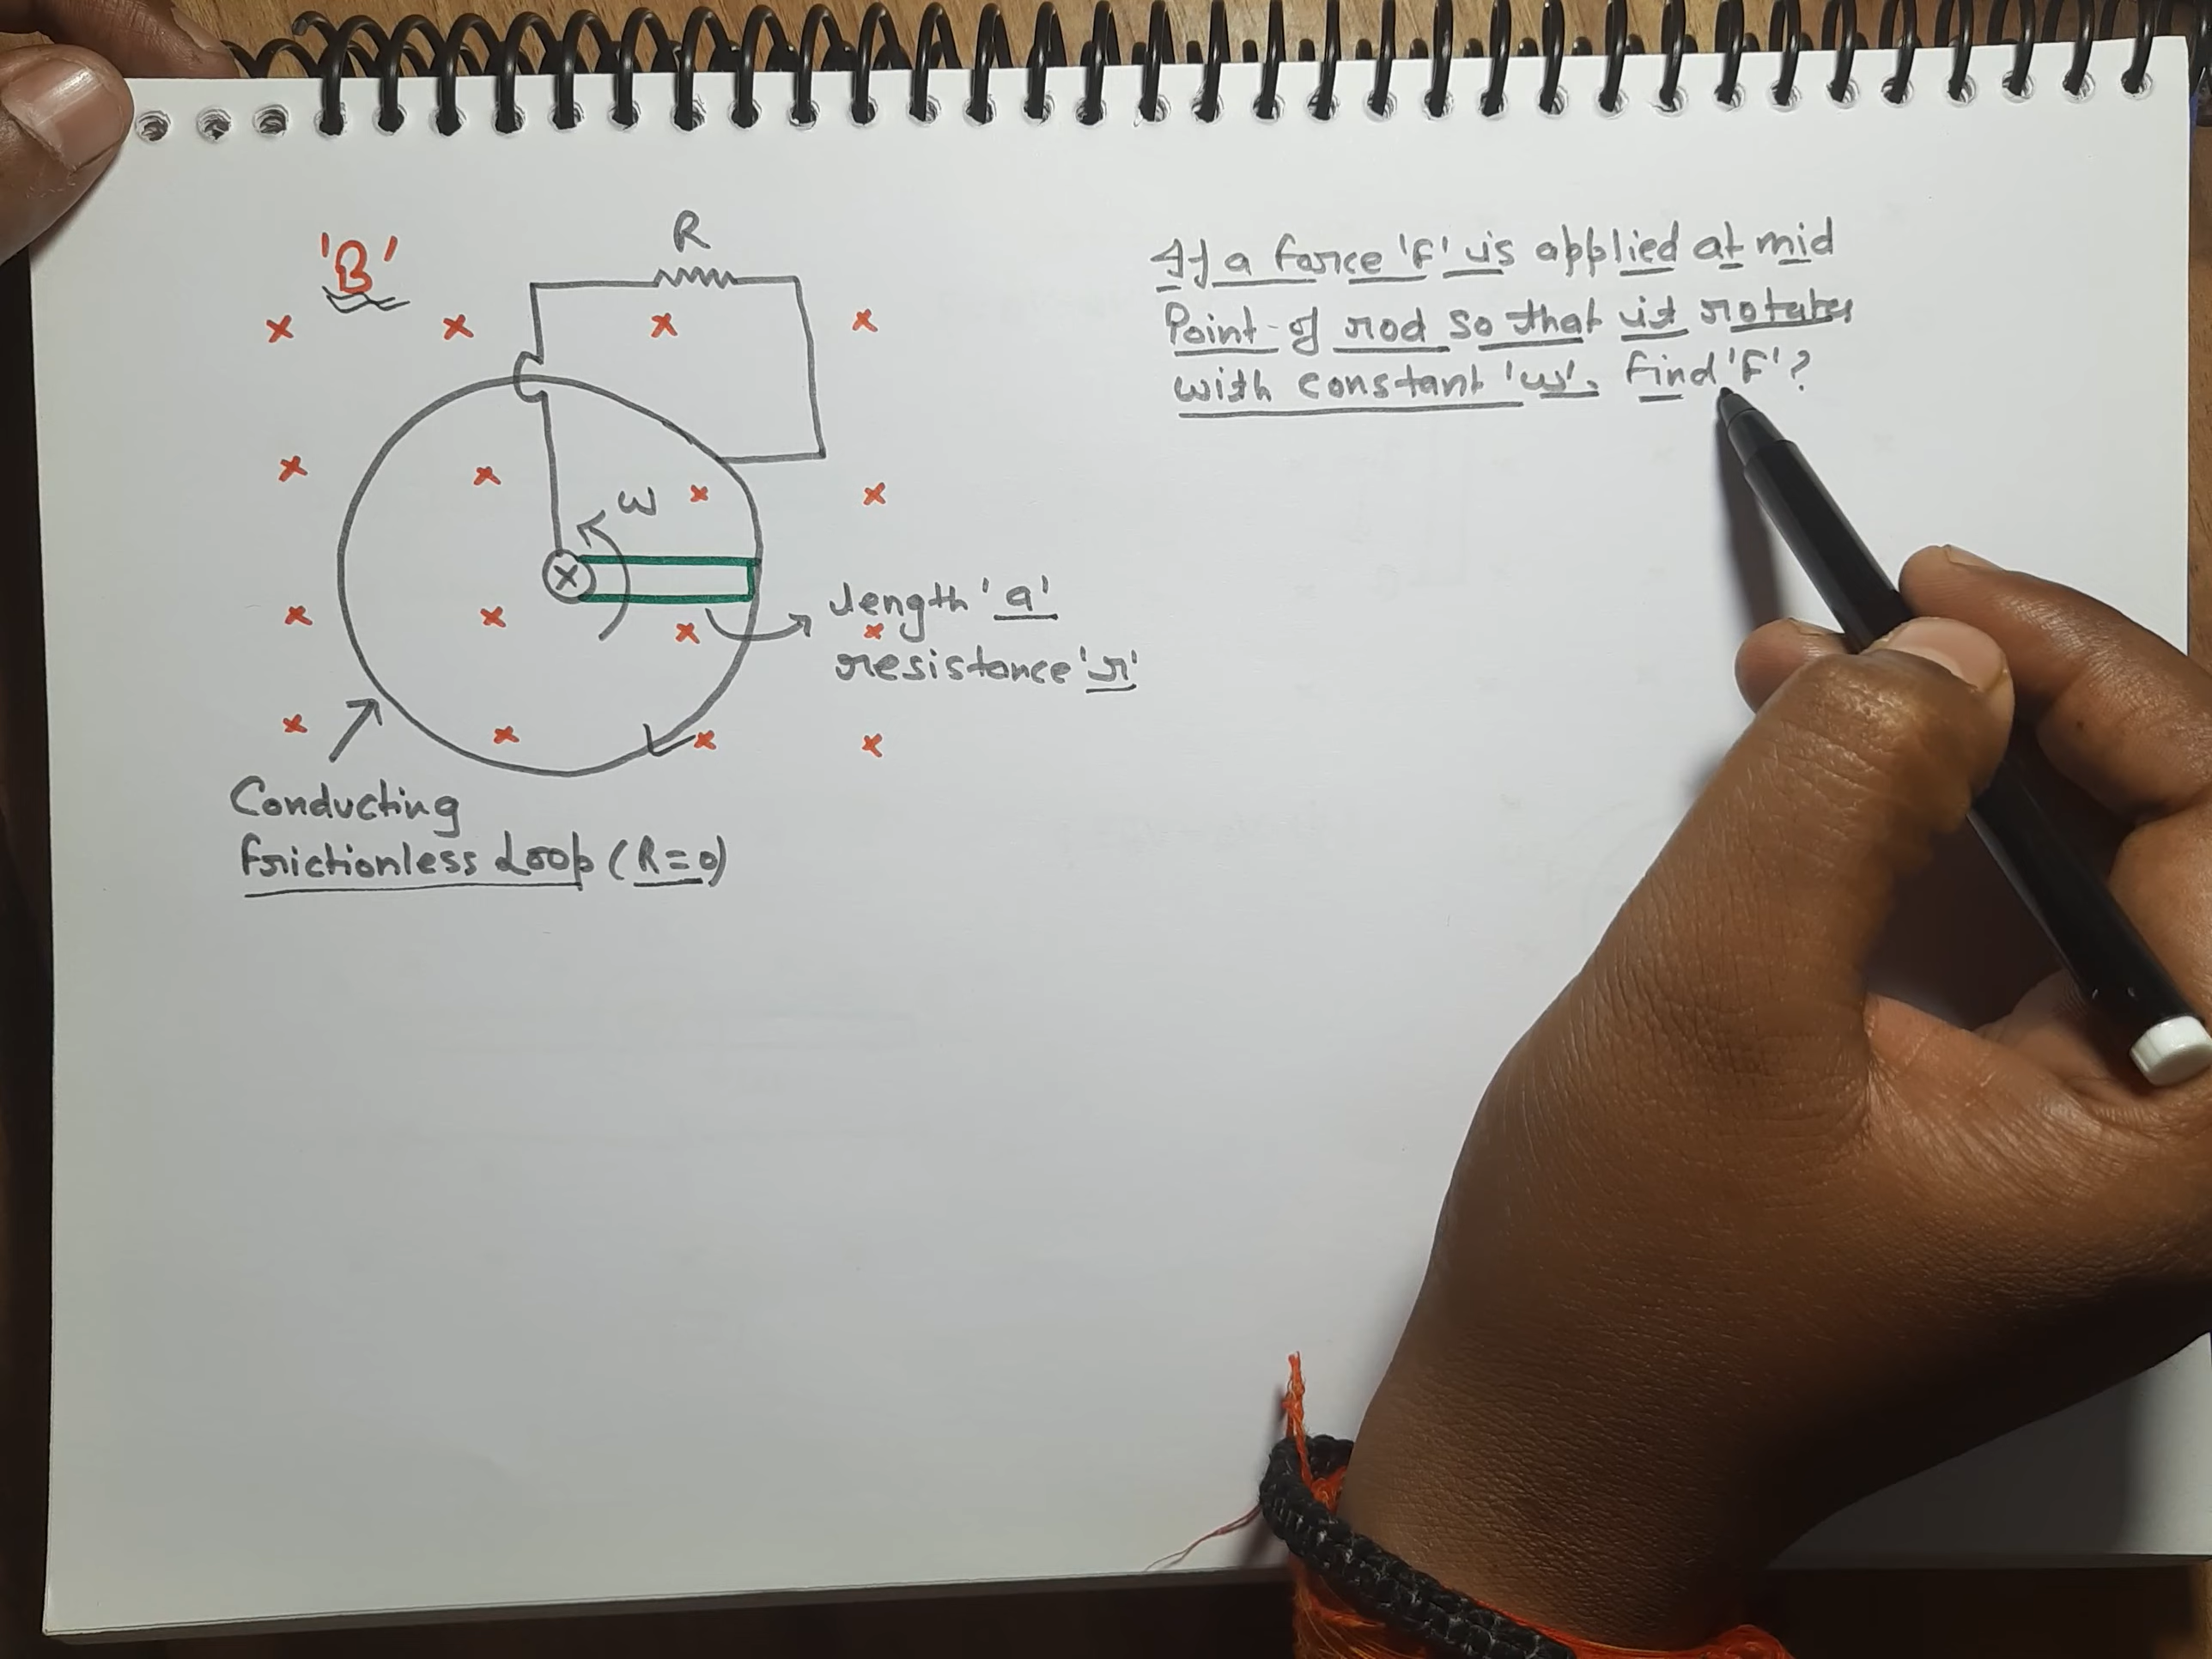 'B'
R
If a force 'F' is applied at mid
Point of rod so that it rotates
with constant 'ω'. Find 'F'?
ω
length 'a'
resistance 'r'
Conducting
frictionless Loop (R=0)